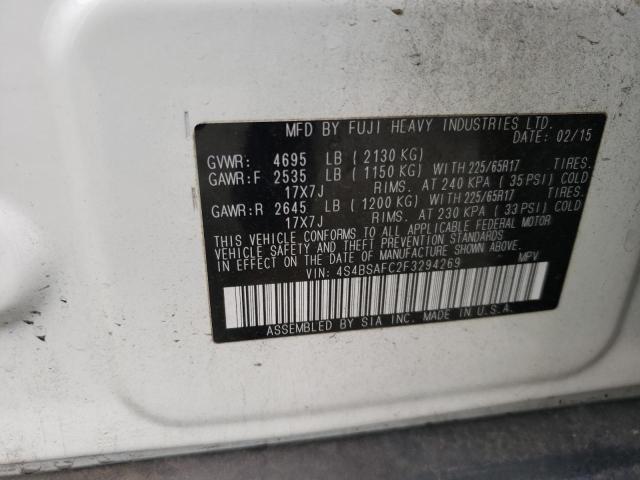 MFD BY FUJI HEAVY INDUSTRIES LTD.
DATE: 02/15
GVWR: 4695 LB (2130 KG)
GAWR:F 2535 LB (1150 KG) WITH 225/65R17 TIRES.
17X7J RIMS. AT 240 KPA (35 PSI) COLD
GAWR:R 2645 LB (1200 KG) WITH 225/65R17 TIRES.
17X7J RIMS. AT 230 KPA (33 PSI) COLD
THIS VEHICLE CONFORMS TO ALL APPLICABLE FEDERAL MOTOR
VEHICLE SAFETY AND THEFT PREVENTION STANDARDS
IN EFFECT ON THE DATE OF MANUFACTURE SHOWN ABOVE.
VIN: 4S4BSAFC2F3294269 MPV
ASSEMBLED BY SIA INC. MADE IN U.S.A.